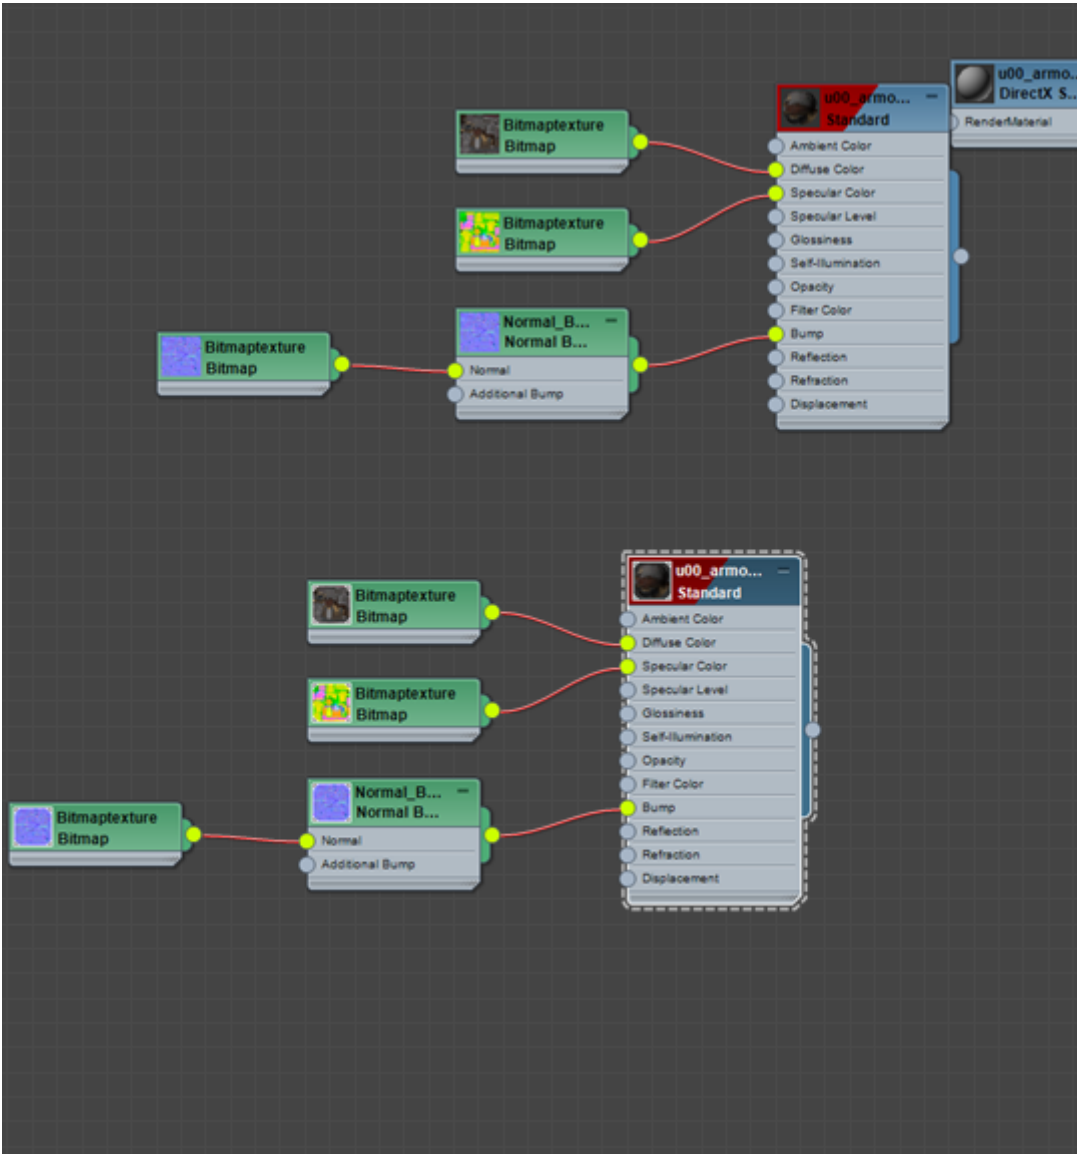 u00_armo...
DirectX S...
RenderMaterial
u00_armo...
Standard
Ambient Color
Diffuse Color
Specular Color
Specular Level
Glossiness
Self-Illumination
Opacity
Filter Color
Bump
Reflection
Refraction
Displacement
Bitmaptexture
Bitmap
Bitmaptexture
Bitmap
Normal_B...
Normal B...
Normal
Additional Bump
Bitmaptexture
Bitmap
u00_armo...
Standard
Ambient Color
Diffuse Color
Specular Color
Specular Level
Glossiness
Self-Illumination
Opacity
Filter Color
Bump
Reflection
Refraction
Displacement
Bitmaptexture
Bitmap
Bitmaptexture
Bitmap
Normal_B...
Normal B...
Normal
Additional Bump
Bitmaptexture
Bitmap